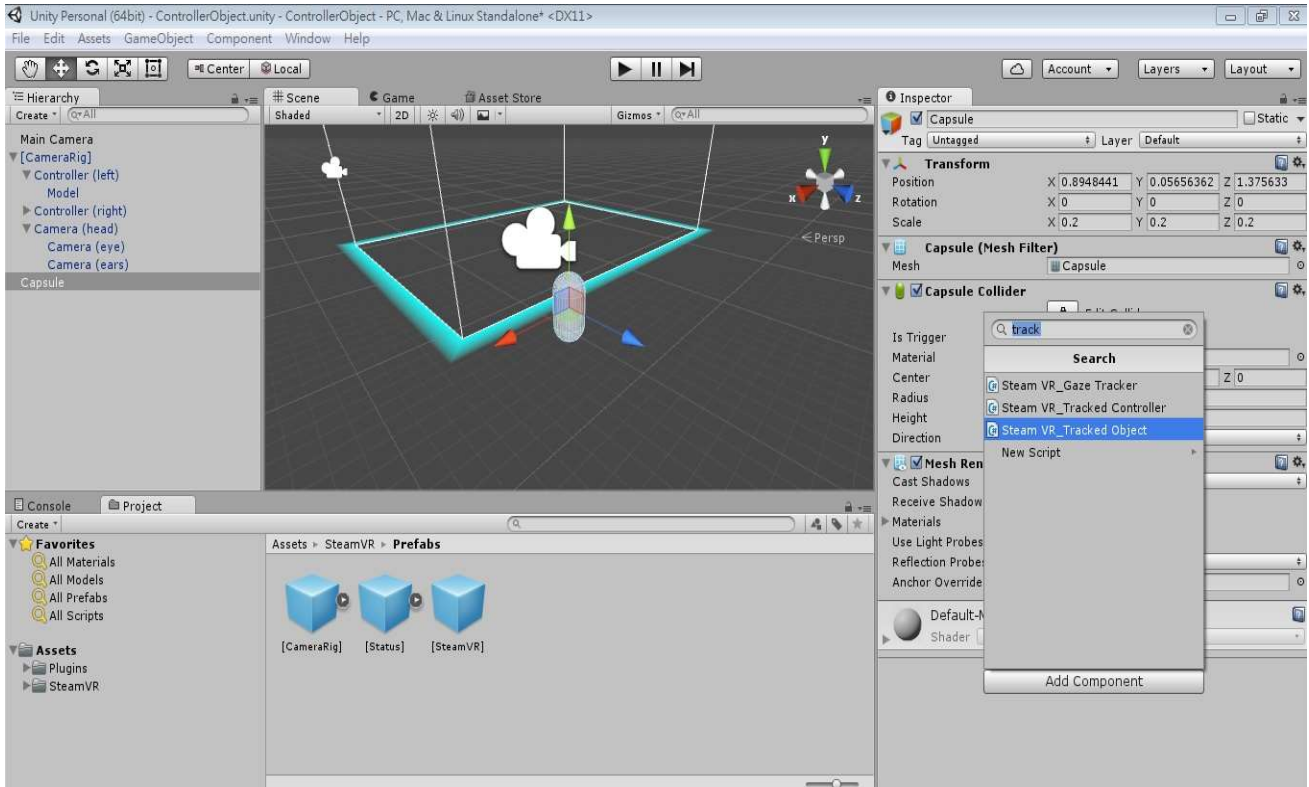 Unity Personal (64bit) - ControllerObject.unity - ControllerObject - PC, Mac & Linux Standalone* <DX11>
File Edit Assets GameObject Component Window Help
Center Local Account Layers Layout
Hierarchy
Create All
Main Camera
[CameraRig]
Controller (left)
Model
Controller (right)
Camera (head)
Camera (eye)
Camera (ears)
Capsule
Scene Game Asset Store
Shaded 2D Gizmos All
y
x z
Persp
Inspector
Capsule Static
Tag Untagged Layer Default
Transform
Position X 0.8948441 Y 0.05656362 Z 1.375633
Rotation X 0 Y 0 Z 0
Scale X 0.2 Y 0.2 Z 0.2
Capsule (Mesh Filter)
Mesh Capsule
Capsule Collider
Is Trigger
Material
Center Z 0
Radius
Height
Direction
Mesh Ren
Cast Shadows
Receive Shadow
Materials
Use Light Probes
Reflection Probe
Anchor Override
Default-M
Shader
track
Search
Steam VR_Gaze Tracker
Steam VR_Tracked Controller
Steam VR_Tracked Object
New Script
Add Component
Console Project
Create
Favorites
All Materials
All Models
All Prefabs
All Scripts
Assets
Plugins
SteamVR
Assets SteamVR Prefabs
[CameraRig] [Status] [SteamVR]